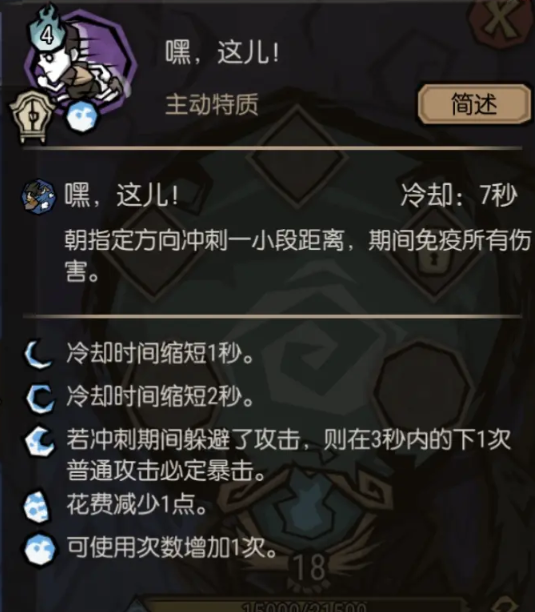 4
嘿，这儿！
主动特质
简述
嘿，这儿！
冷却：7秒
朝指定方向冲刺一小段距离，期间免疫所有伤
害。
冷却时间缩短1秒。
冷却时间缩短2秒。
若冲刺期间躲避了攻击，则在3秒内的下1次
普通攻击必定暴击。
花费减少1点。
可使用次数增加1次。
18